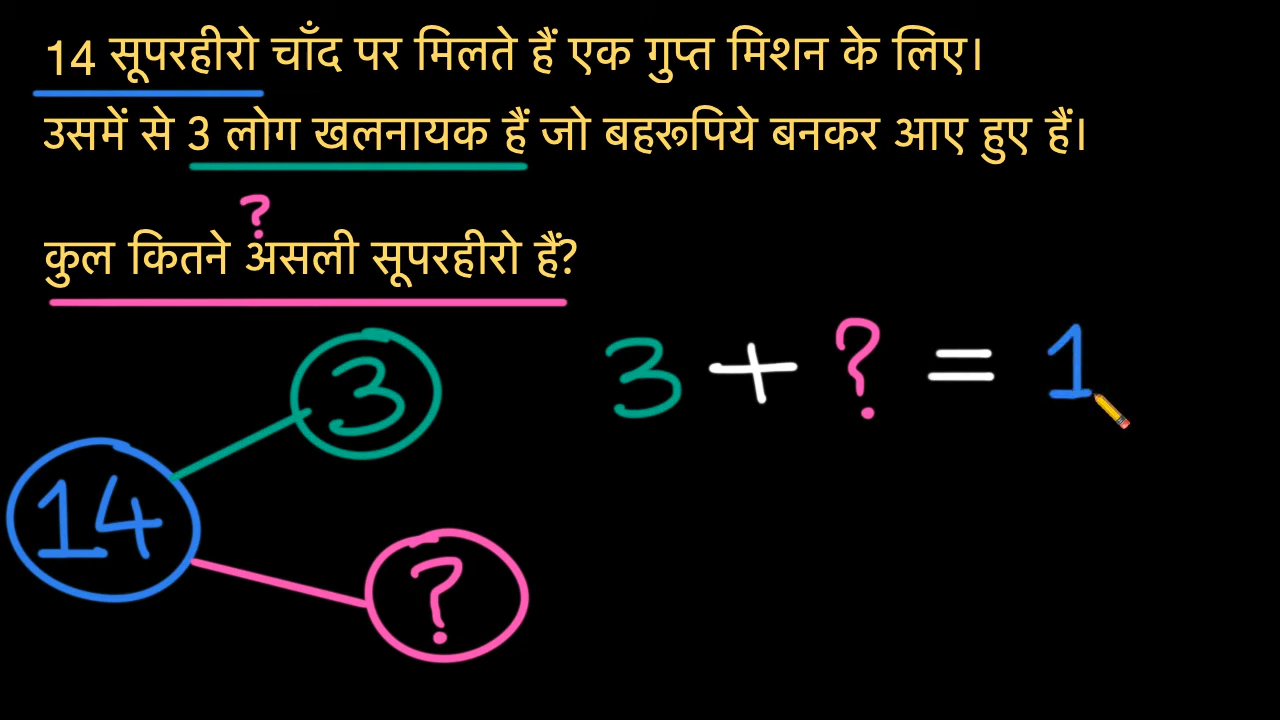 14 सूपरहीरो चाँद पर मिलते हैं एक गुप्त मिशन के लिए।
उसमें से 3 लोग खलनायक हैं जो बहरूपिये बनकर आए हुए हैं।
?
कुल कितने असली सूपरहीरो हैं?
3
3 + ? = 1
14
?